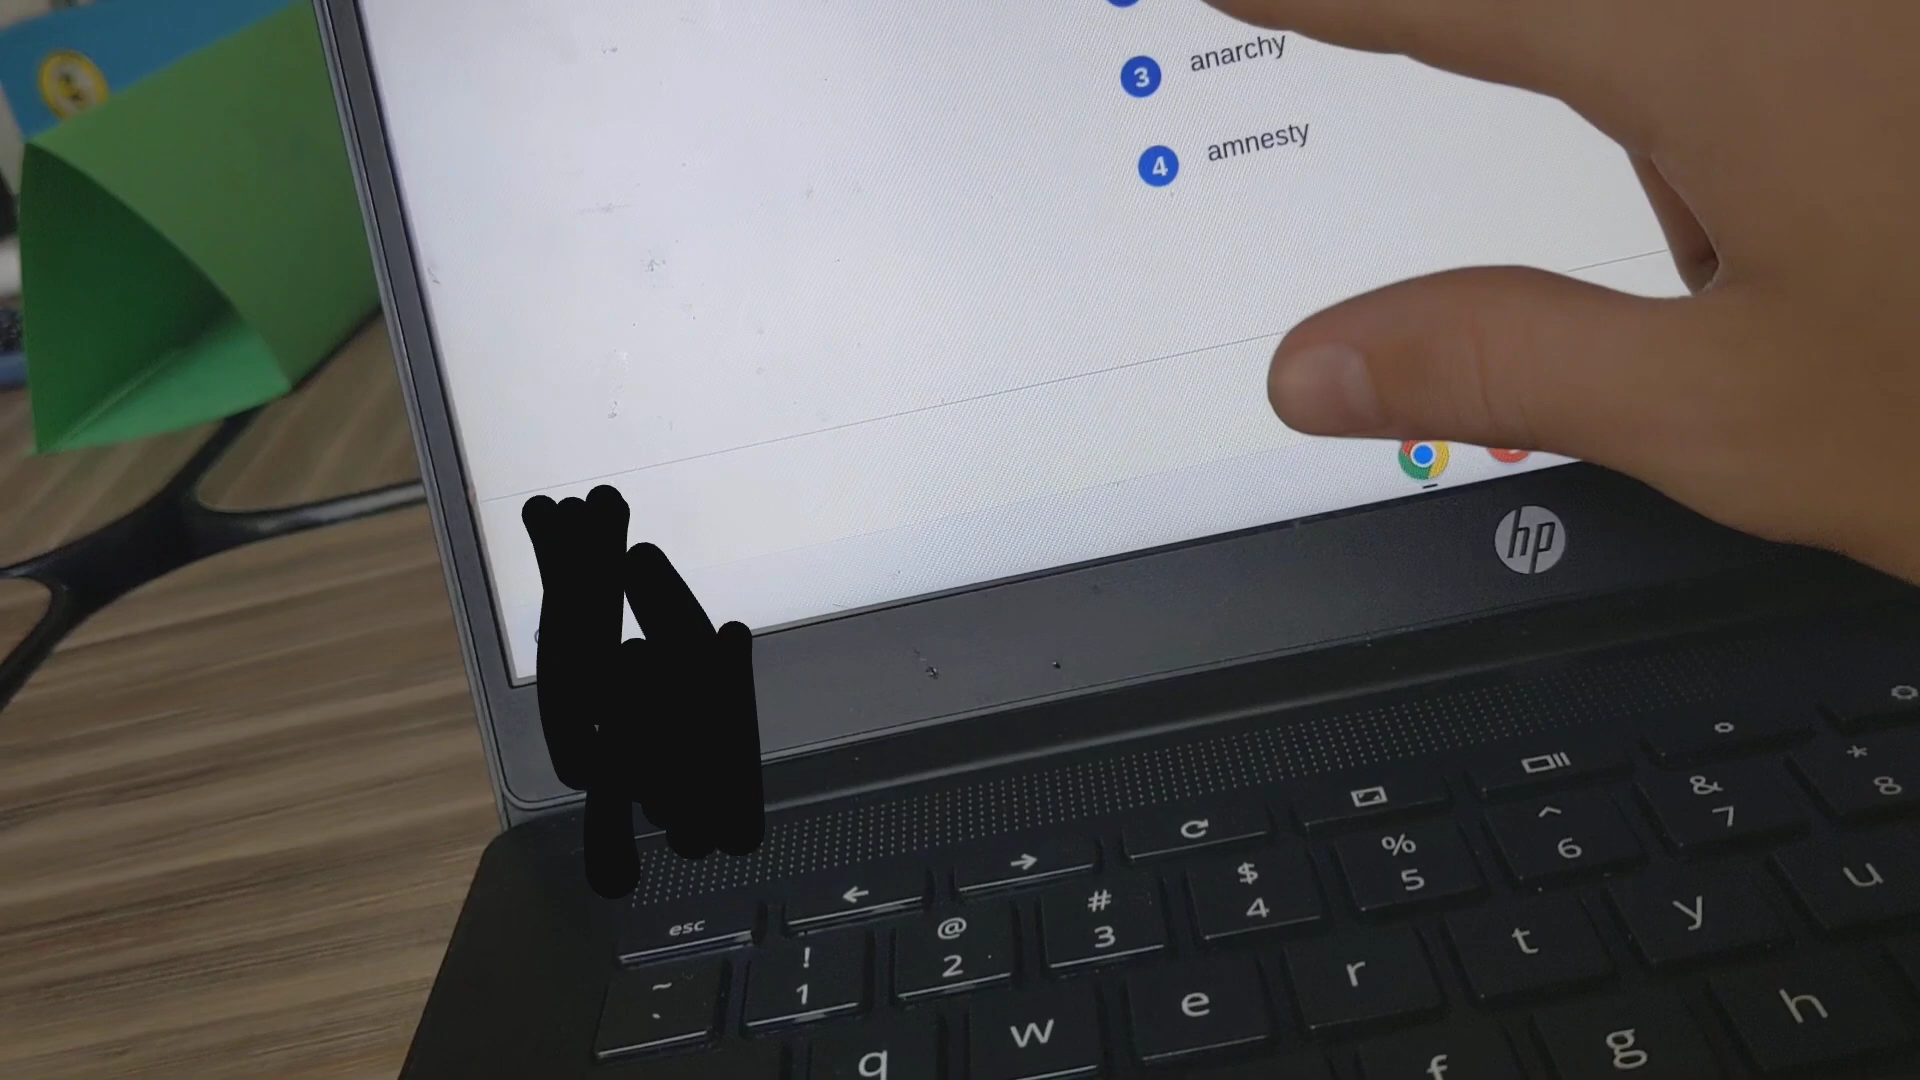 3 anarchy
4 amnesty
hp
esc ← →
~ ` ! 1 @ 2 # 3 $ 4 % 5 ^ 6 & 7 * 8
q w e r t y u
f g h